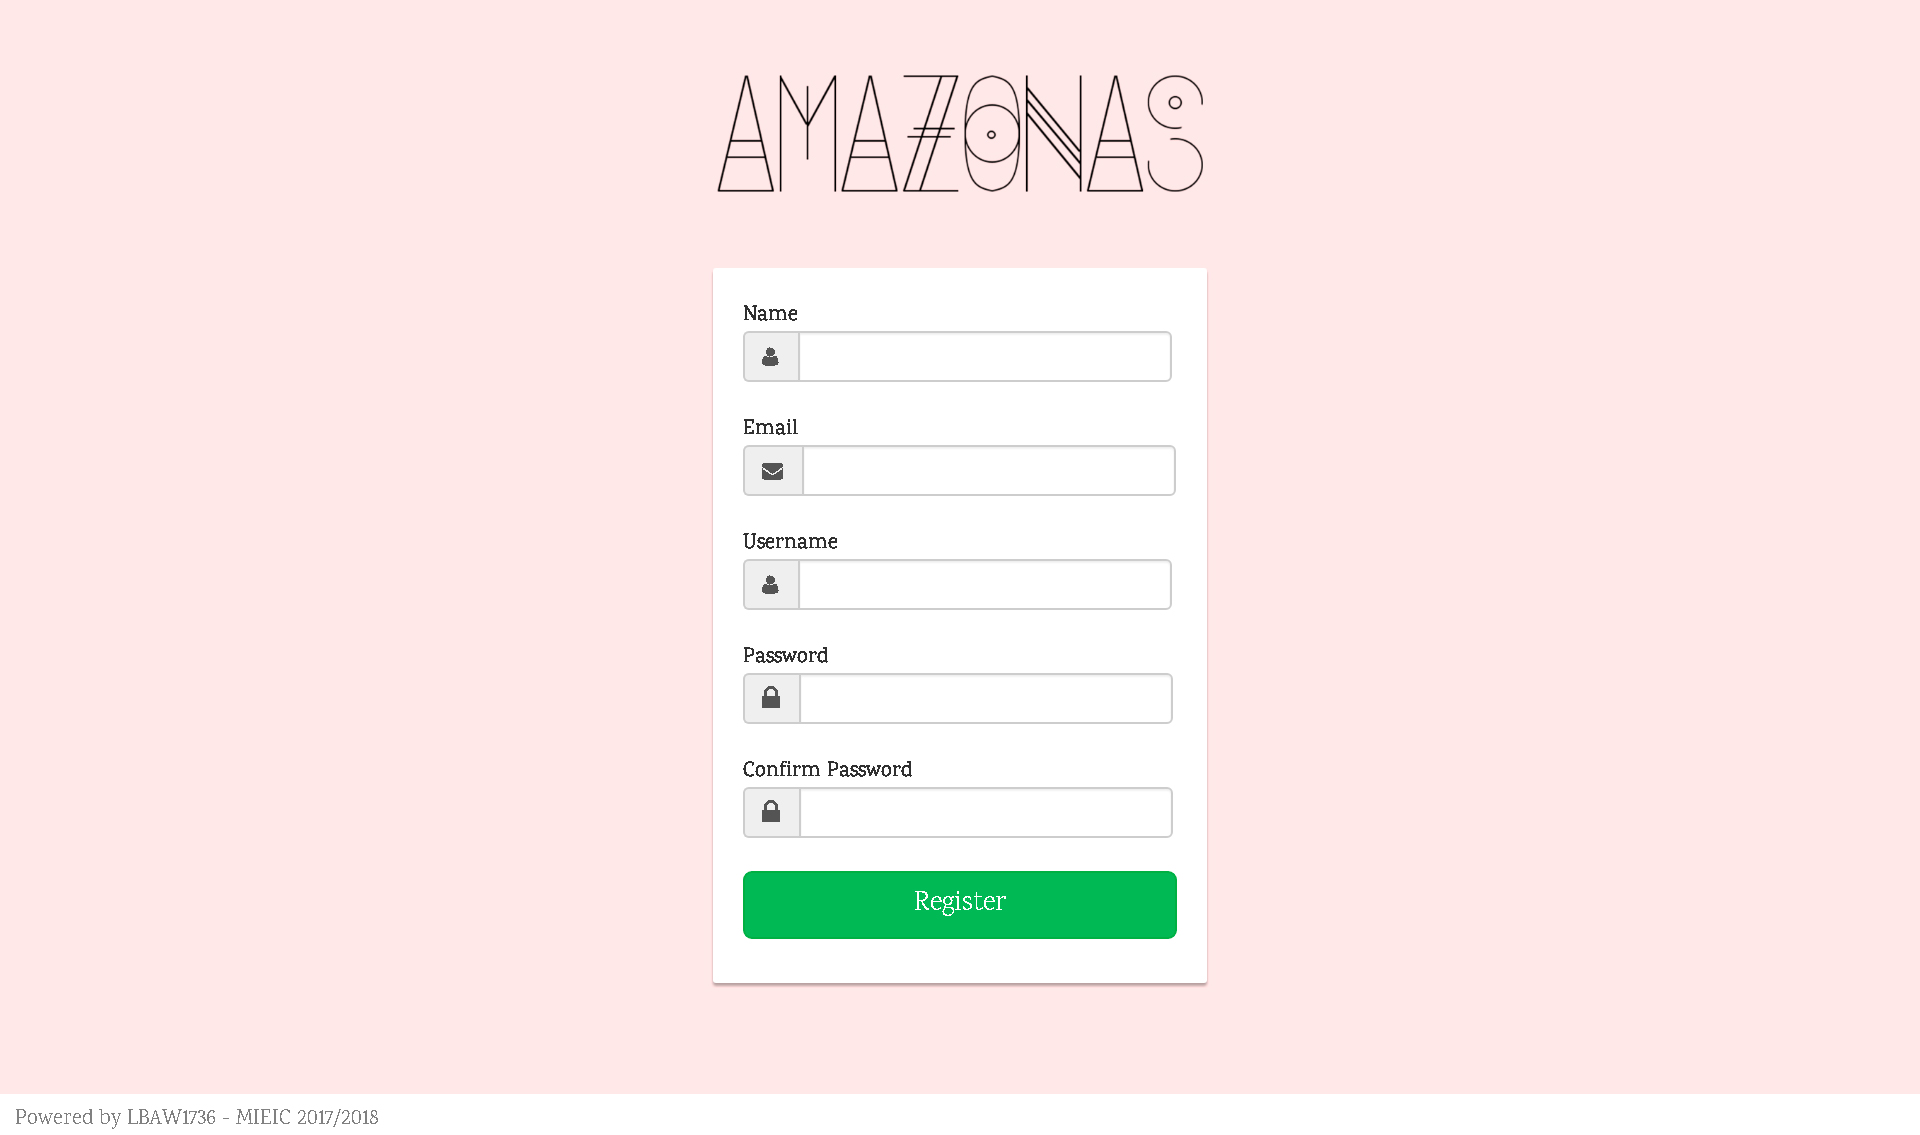 AMAZONAS
Name
Email
Username
Password
Confirm Password
Register
Powered by LBAW1736 - MIEIC 2017/2018